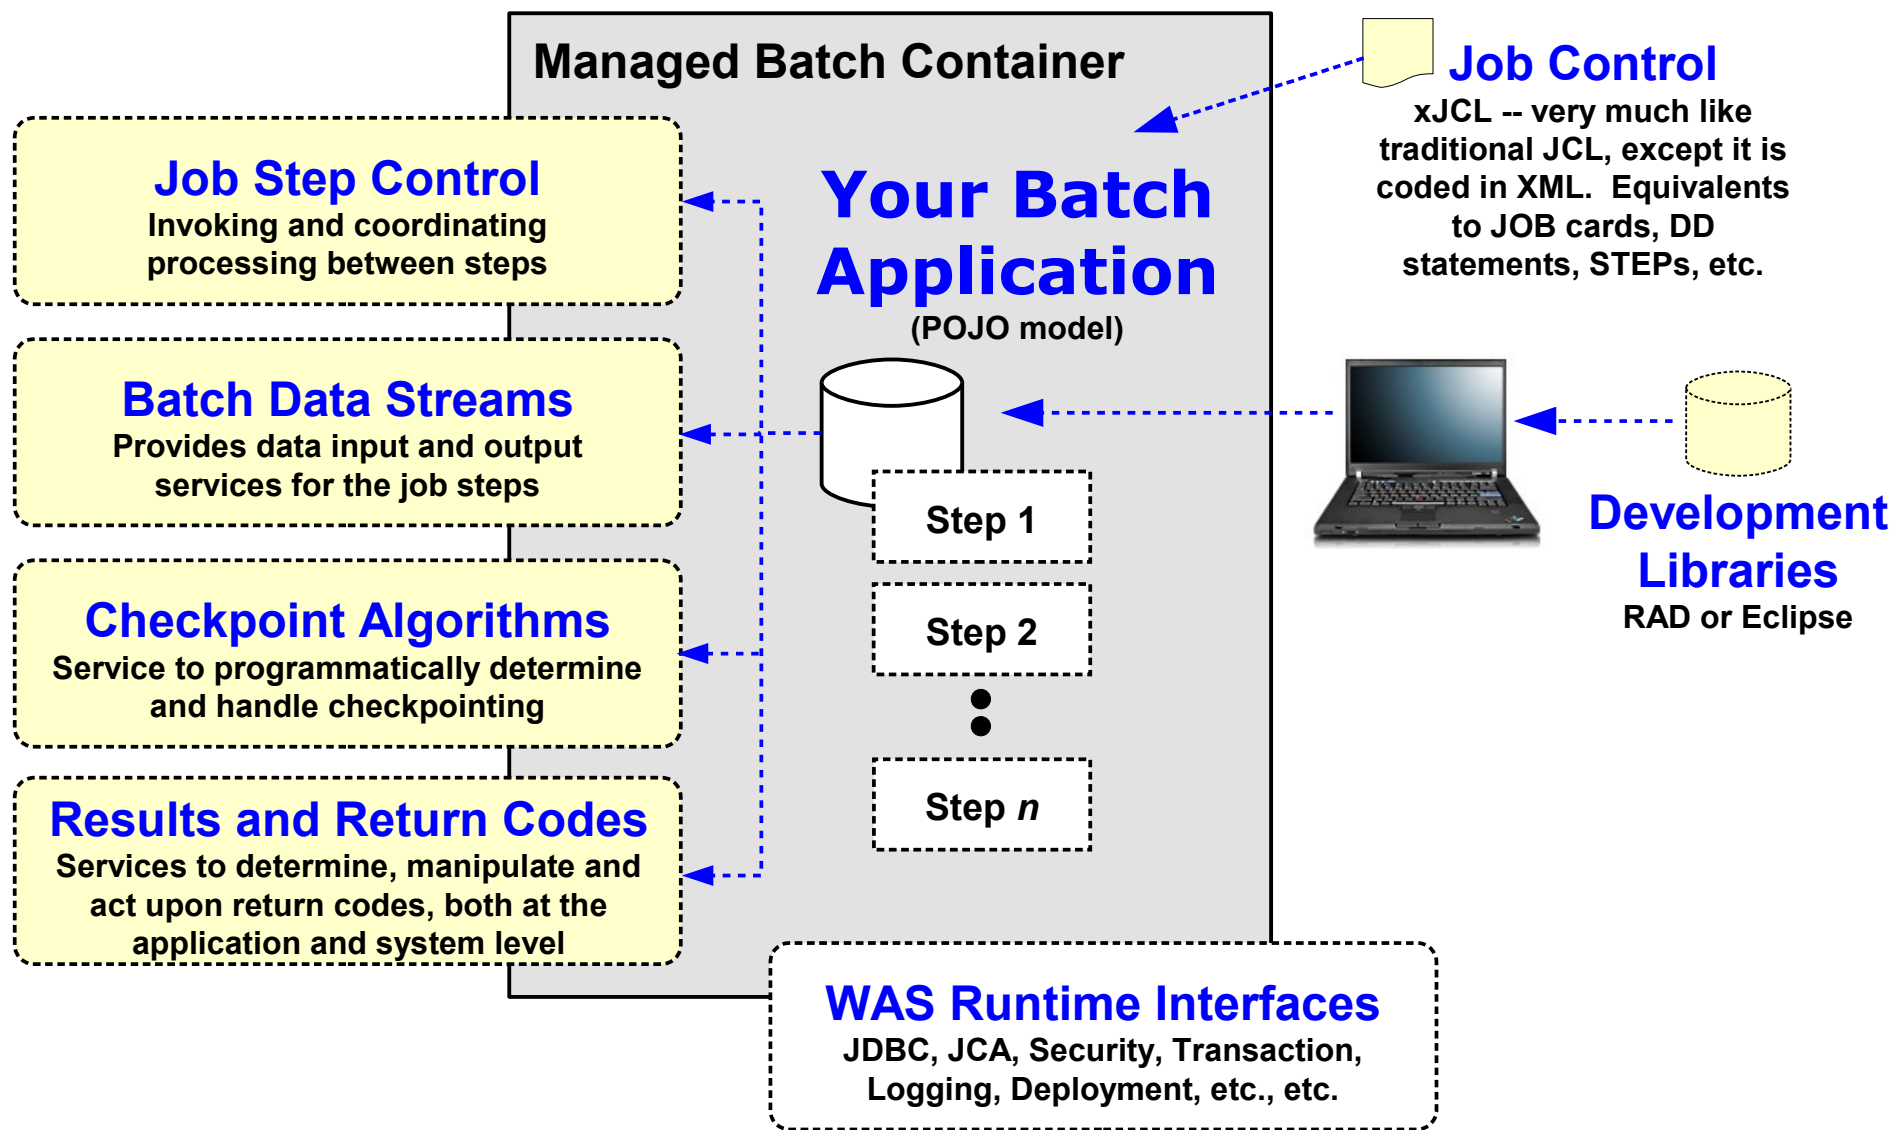 Managed Batch Container
Job Control
xJCL -- very much like
traditional JCL, except it is
coded in XML. Equivalents
to JOB cards, DD
statements, STEPs, etc.
Job Step Control
Invoking and coordinating
processing between steps
Your Batch
Application
(POJO model)
Batch Data Streams
Provides data input and output
services for the job steps
Step 1
Development
Libraries
RAD or Eclipse
Checkpoint Algorithms
Service to programmatically determine
and handle checkpointing
Step 2
Results and Return Codes
Services to determine, manipulate and
act upon return codes, both at the
application and system level
Step n
WAS Runtime Interfaces
JDBC, JCA, Security, Transaction,
Logging, Deployment, etc., etc.